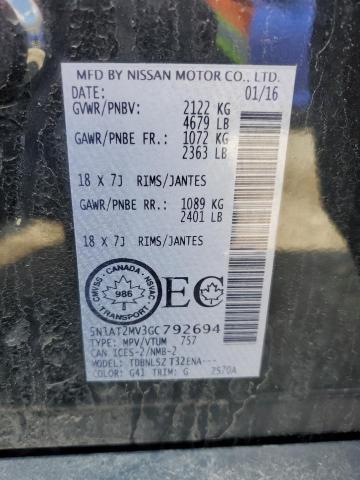 MFD BY NISSAN MOTOR CO., LTD.
DATE: 01/16
GVWR/PNBV: 2122 KG
4679 LB
GAWR/PNBE FR.: 1072 KG
2363 LB
18 X 7J RIMS/JANTES
GAWR/PNBE RR.: 1089 KG
2401 LB
18 X 7J RIMS/JANTES
CMVSS - CANADA - NSVAC
986
TRANSPORT
EC
5N1AT2MV3GC792694
TYPE: MPV/VTUM 757
CAN ICES-2/NMB-2
MODEL: TDBNLSZ T32ENA---
COLOR: G41 TRIM: G 2570A